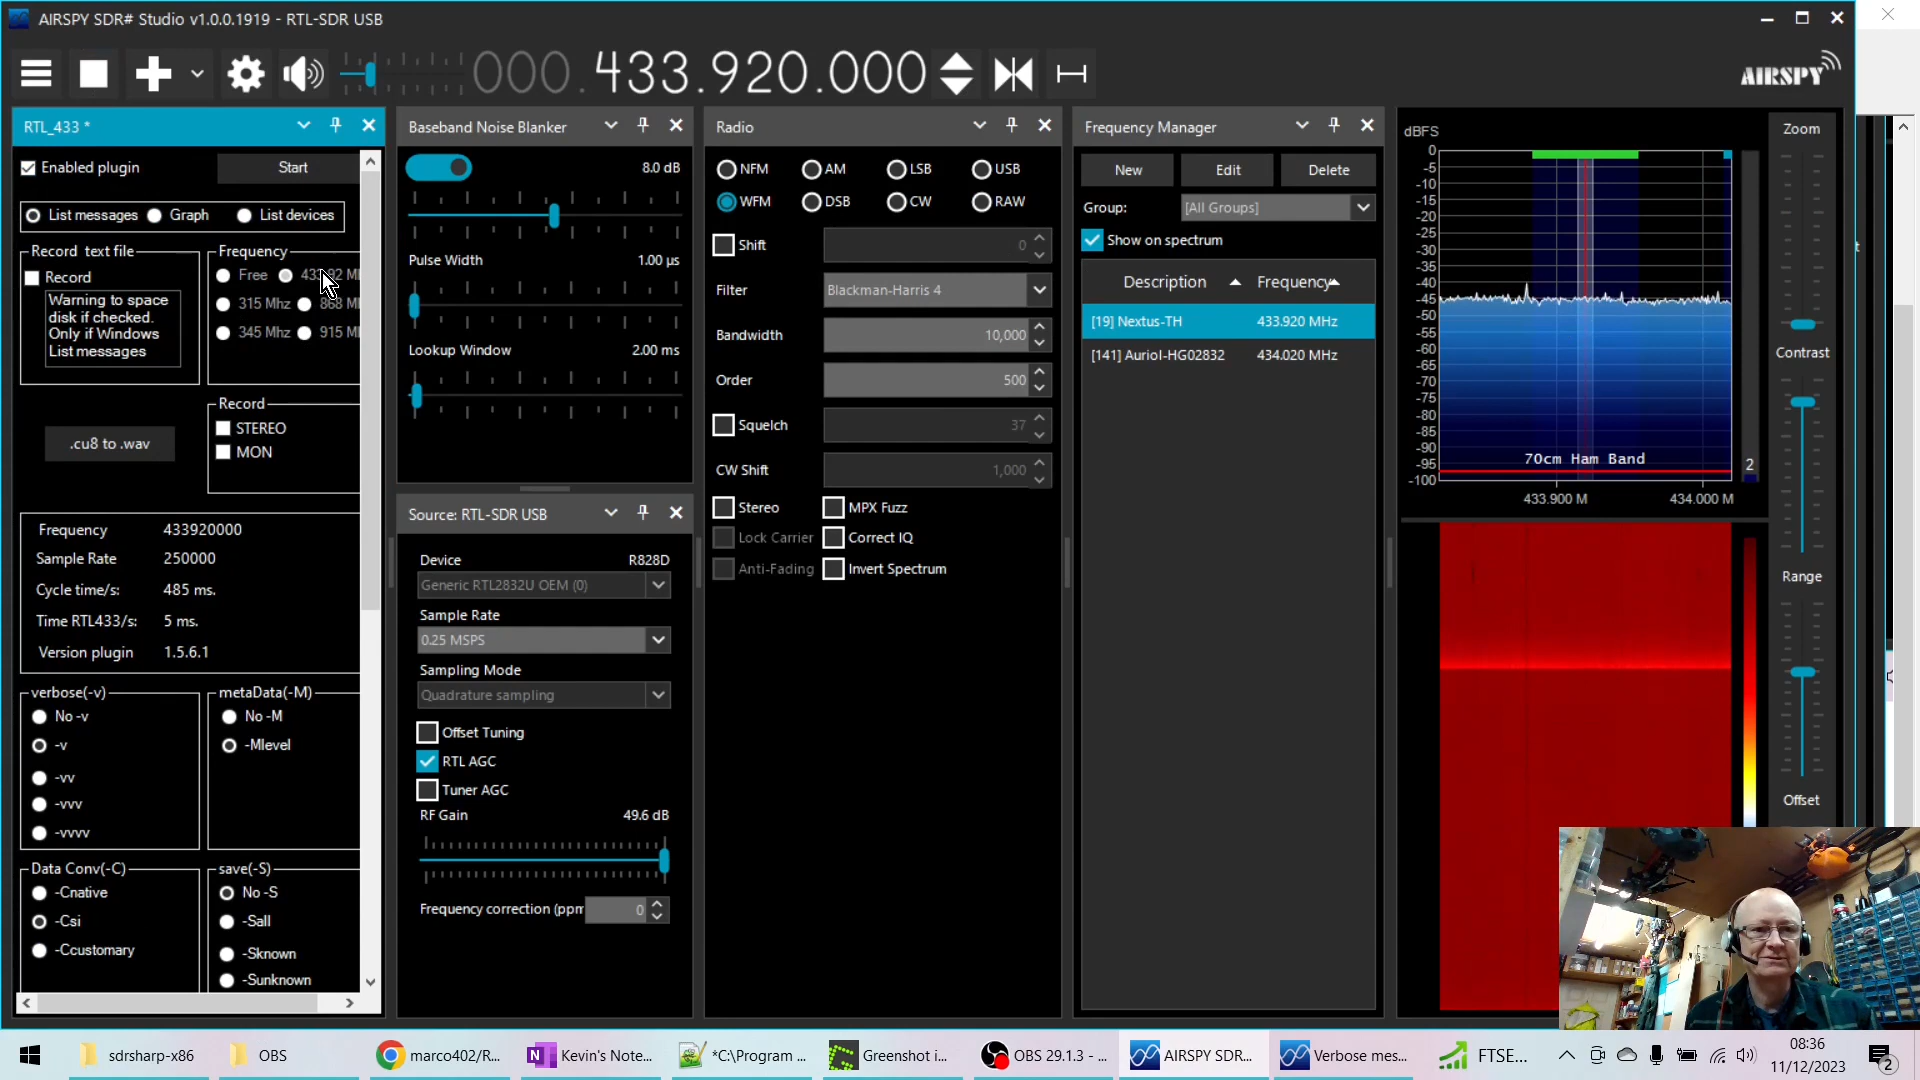 AIRSPY SDR# Studio v1.0.0.1919 - RTL-SDR USB
000.433.920.000
AIRSPY
RTL_433 *
Enabled plugin
Start
List messages
Graph
List devices
Record text file
Record
Warning to space
disk if checked.
Only if Windows
List messages
Frequency
Free
315 Mhz
345 Mhz
.cu8 to .wav
Record
STEREO
MON
Frequency 433920000
Sample Rate 250000
Cycle time/s: 485 ms.
Time RTL433/s: 5 ms.
Version plugin 1.5.6.1
verbose(-v)
No -v
-v
-vv
-vvv
-vvvv
metaData(-M)
No -M
-Mlevel
Data Conv(-C)
-Cnative
-Csi
-Ccustomary
save(-S)
No -S
-Sall
-Sknown
-Sunknown
Baseband Noise Blanker
8.0 dB
Pulse Width 1.00 µs
Lookup Window 2.00 ms
Source: RTL-SDR USB
Device R828D
Generic RTL2832U OEM (0)
Sample Rate
0.25 MSPS
Sampling Mode
Quadrature sampling
Offset Tuning
RTL AGC
Tuner AGC
RF Gain 49.6 dB
Frequency correction (ppm 0
Radio
NFM AM LSB USB
WFM DSB CW RAW
Shift 0
Filter Blackman-Harris 4
Bandwidth 10,000
Order 500
Squelch 37
CW Shift 1,000
Stereo MPX Fuzz
Lock Carrier Correct IQ
Anti-Fading Invert Spectrum
Frequency Manager
New Edit Delete
Group: [All Groups]
Show on spectrum
Description Frequency
[19] Nextus-TH 433.920 MHz
[141] Auriol-HG02832 434.020 MHz
dBFS
0
-5
-10
-15
-20
-25
-30
-35
-40
-45
-50
-55
-60
-65
-70
-75
-80
-85
-90
-95
-100
70cm Ham Band
2
433.900 M 434.000 M
Zoom
Contrast
Range
Offset
sdrsharp-x86
OBS
marco402/R...
Kevin's Note...
*C:\Program ...
Greenshot i...
OBS 29.1.3 - ...
AIRSPY SDR...
Verbose mes...
FTSE...
08:36
11/12/2023
2